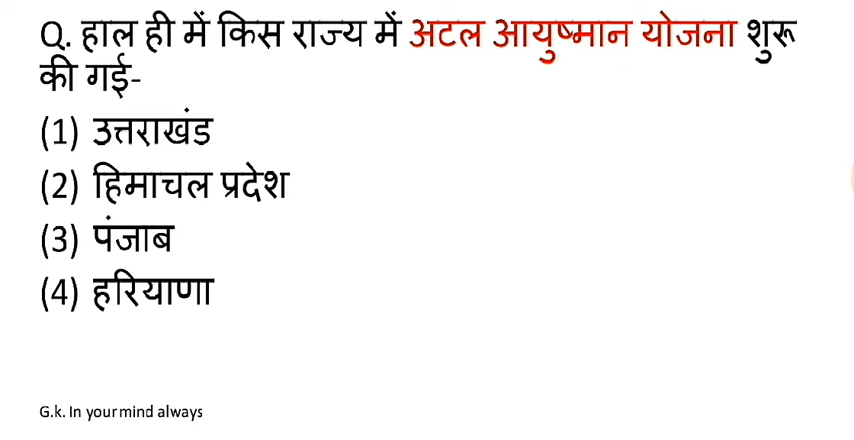 Q. हाल ही में किस राज्य में अटल आयुष्मान योजना शुरू
की गई-
(1) उत्तराखंड
(2) हिमाचल प्रदेश
(3) पंजाब
(4) हरियाणा
G.k. In your mind always